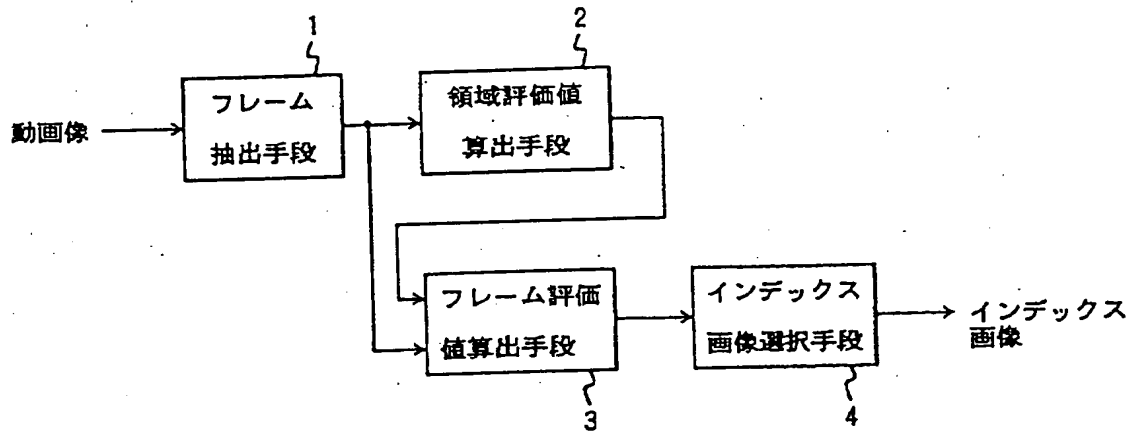 1
2
フレーム
抽出手段
領域評価値
算出手段
動画像
フレーム評価
値算出手段
インデックス
画像選択手段
インデックス
画像
3
4